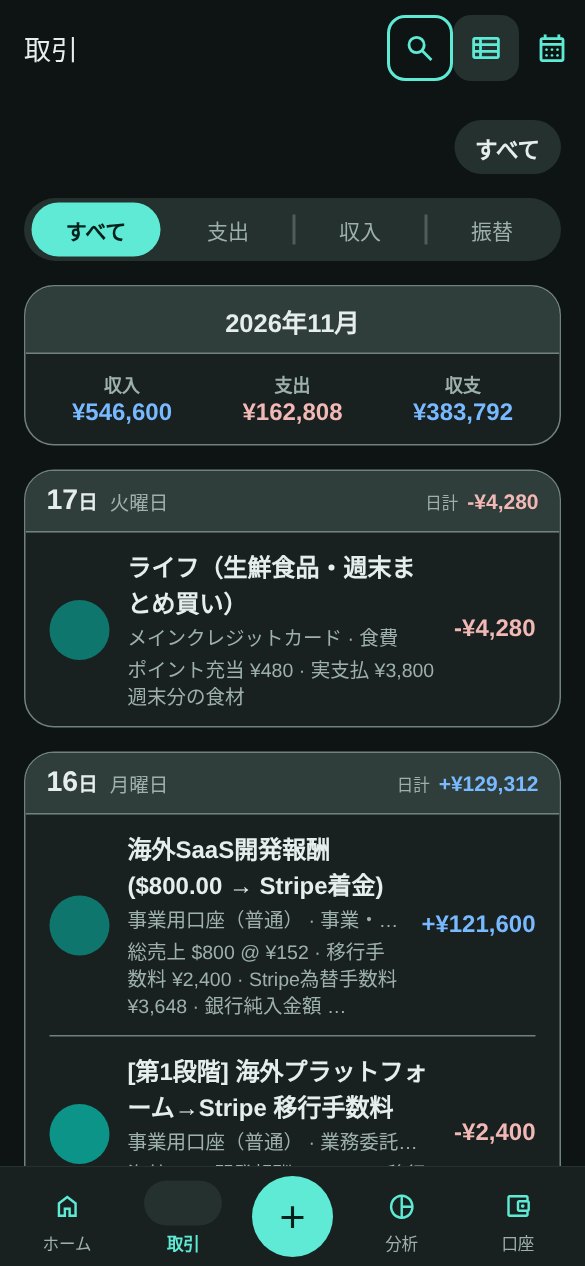 取引
すべて
すべて 支出 収入 振替
2026年11月
収入 支出 収支
¥546,600 ¥162,808 ¥383,792
17日 火曜日 日計 -¥4,280
ライフ（生鮮食品・週末ま
とめ買い）
メインクレジットカード · 食費
-¥4,280
ポイント充当 ¥480 · 実支払 ¥3,800
週末分の食材
16日 月曜日 日計 +¥129,312
海外SaaS開発報酬
($800.00 → Stripe着金)
事業用口座（普通） · 事業・…
+¥121,600
総売上 $800 @ ¥152 · 移行手
数料 ¥2,400 · Stripe為替手数料
¥3,648 · 銀行純入金額 …
[第1段階] 海外プラットフォ
ーム→Stripe 移行手数料
事業用口座（普通） · 業務委託…
-¥2,400
ホーム 取引 分析 口座